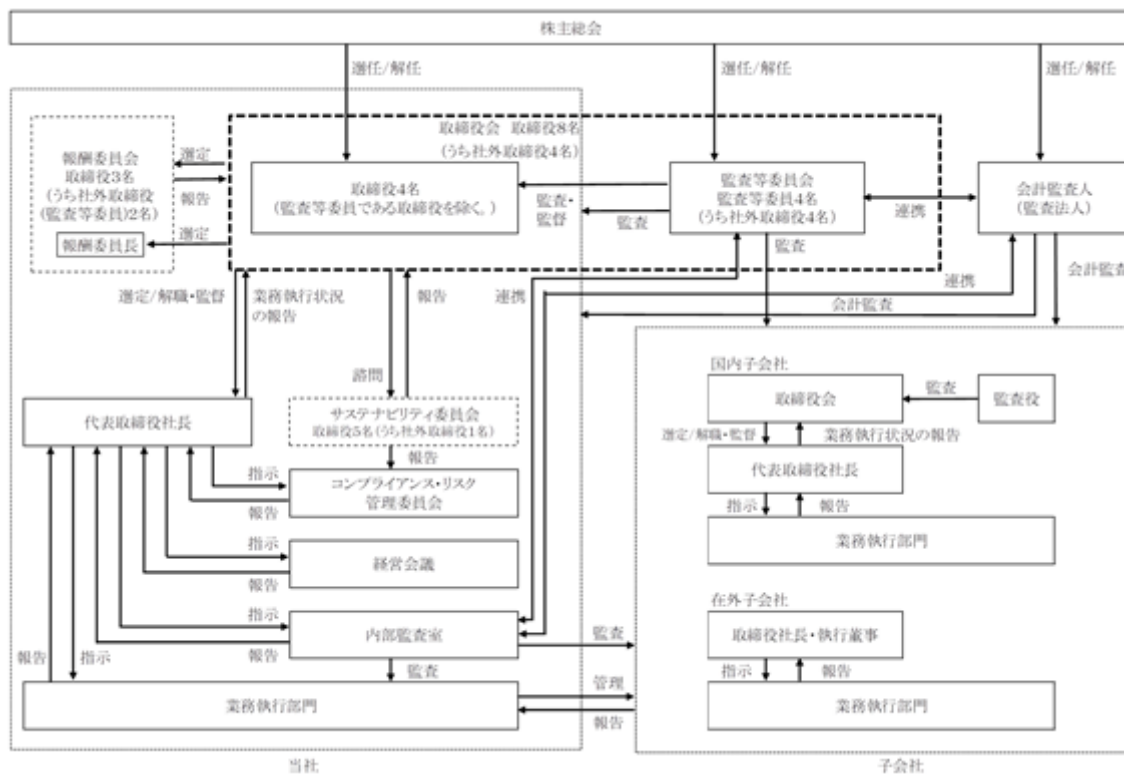 株主総会
選任/解任
選任/解任
選任/解任
取締役会 取締役8名
(うち社外取締役4名)
報酬委員会
取締役3名
(うち社外取締役
(監査等委員)2名)
報酬委員長
選定
報告
選定
取締役4名
(監査等委員である取締役を除く。)
監査・
監督
監査
監査等委員会
監査等委員4名
(うち社外取締役4名)
監査
連携
会計監査人
(監査法人)
選定/解職・監督
業務執行状況
の報告
報告
連携
連携
会計監査
会計監査
諮問
代表取締役社長
サステナビリティ委員会
取締役5名(うち社外取締役1名)
報告
指示
報告
コンプライアンス・リスク
管理委員会
指示
報告
経営会議
指示
報告
内部監査室
監査
監査
報告
指示
業務執行部門
管理
報告
当社
国内子会社
取締役会
監査
監査役
選定/解職・監督
業務執行状況の報告
代表取締役社長
指示
報告
業務執行部門
在外子会社
取締役社長・執行董事
指示
報告
業務執行部門
子会社